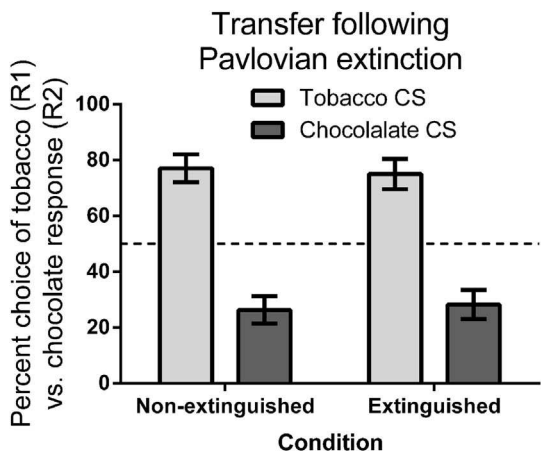 Transfer following
Pavlovian extinction
Percent choice of tobacco (R1)
vs. chocolate response (R2)
100
80
60
40
20
0
Tobacco CS
Chocolalate CS
Non-extinguished
Extinguished
Condition